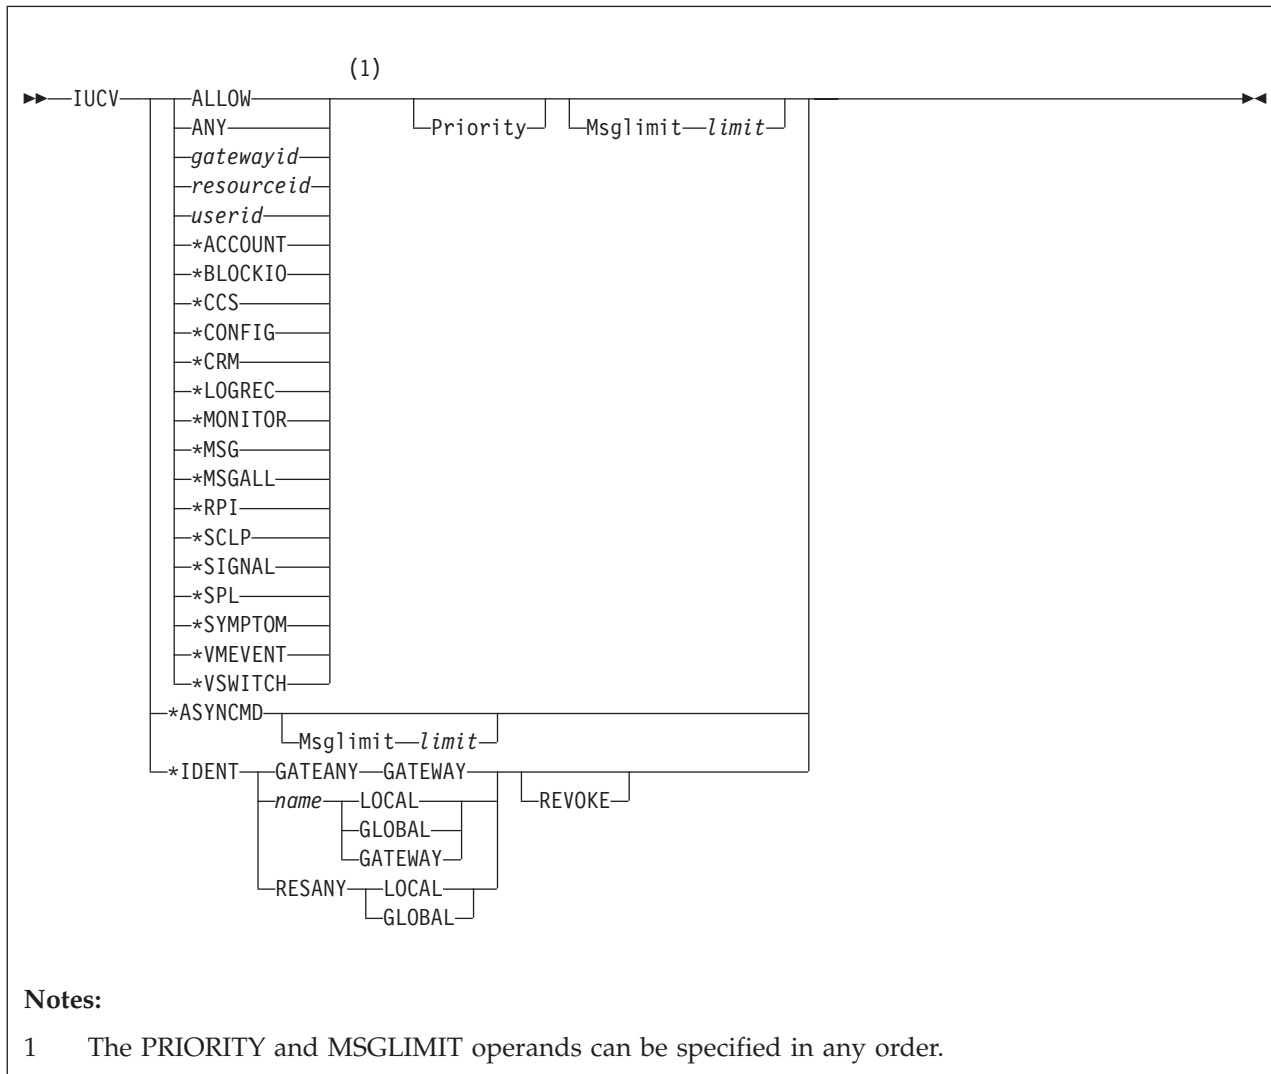 (1)
IUCV ALLOW Priority Msglimit limit
ANY
gatewayid
resourceid
userid
*ACCOUNT
*BLOCKIO
*CCS
*CONFIG
*CRM
*LOGREC
*MONITOR
*MSG
*MSGALL
*RPI
*SCLP
*SIGNAL
*SPL
*SYMPTOM
*VMEVENT
*VSWITCH
*ASYNCMD
Msglimit limit
*IDENT GATEANY GATEWAY REVOKE
name LOCAL
GLOBAL
GATEWAY
RESANY LOCAL
GLOBAL
Notes:
1 The PRIORITY and MSGLIMIT operands can be specified in any order.